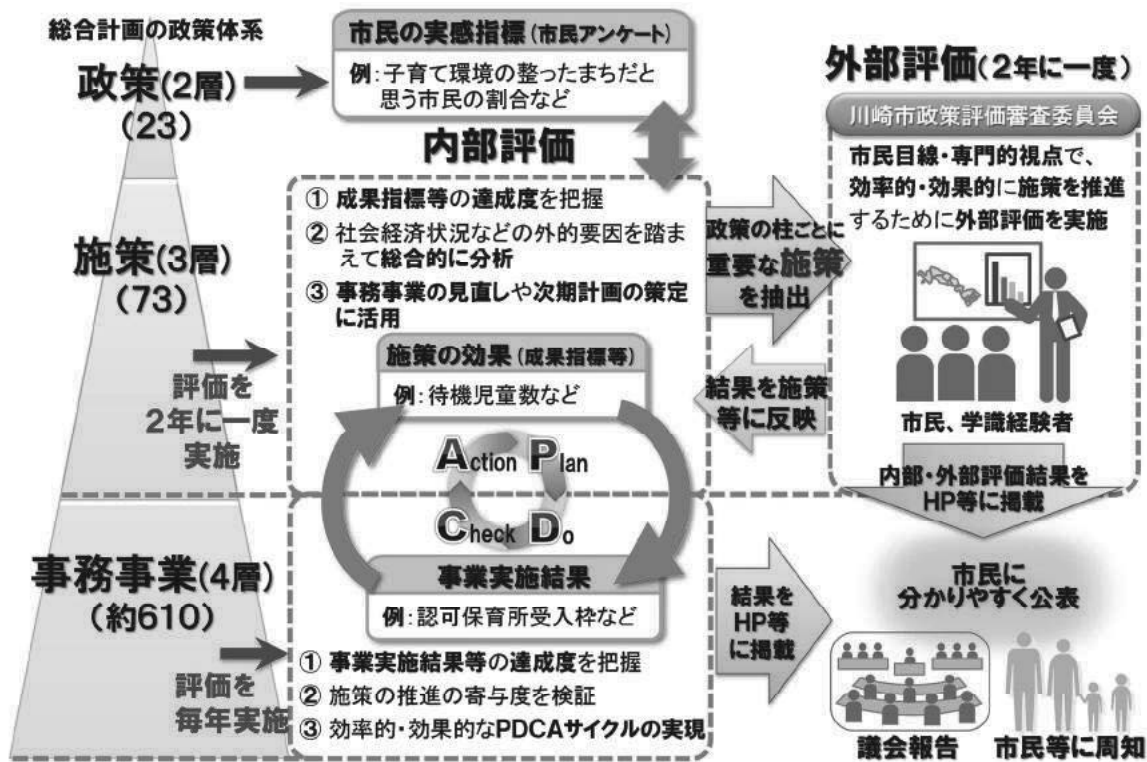 総合計画の政策体系
政策(2層)
(23)
施策(3層)
(73)
評価を
2年に一度
実施
事務事業(4層)
(約610)
評価を
毎年実施
市民の実感指標(市民アンケート)
例:子育て環境の整ったまちだと
思う市民の割合など
内部評価
① 成果指標等の達成度を把握
② 社会経済状況などの外的要因を踏ま
えて総合的に分析
③ 事務事業の見直しや次期計画の策定
に活用
施策の効果(成果指標等)
例:待機児童数など
Action Plan
Check Do
事業実施結果
例:認可保育所受入枠など
① 事業実施結果等の達成度を把握
② 施策の推進の寄与度を検証
③ 効率的・効果的なPDCAサイクルの実現
政策の柱ごとに
重要な施策
を抽出
結果を施策
等に反映
外部評価(2年に一度)
川崎市政策評価審査委員会
市民目線・専門的視点で、
効率的・効果的に施策を推進
するために外部評価を実施
市民、学識経験者
内部・外部評価結果を
HP等に掲載
結果を
HP等
に掲載
市民に
分かりやすく公表
議会報告
市民等に周知